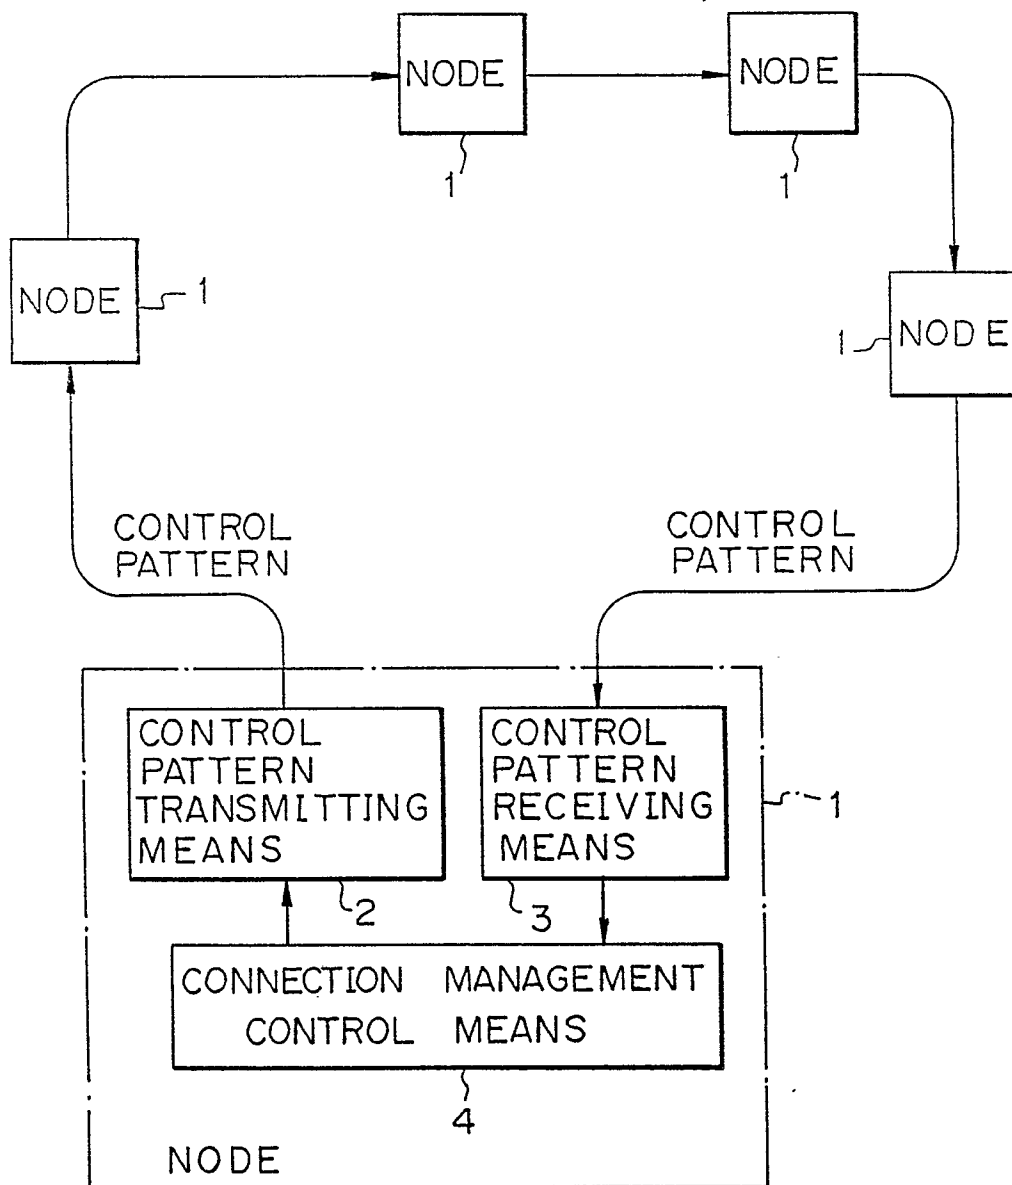 NODE
NODE
1
1
NODE
1
1
NODE
CONTROL
PATTERN
CONTROL
PATTERN
CONTROL
PATTERN
TRANSMITTING
MEANS
CONTROL
PATTERN
RECEIVING
MEANS
1
2
3
CONNECTION MANAGEMENT
CONTROL MEANS
4
NODE